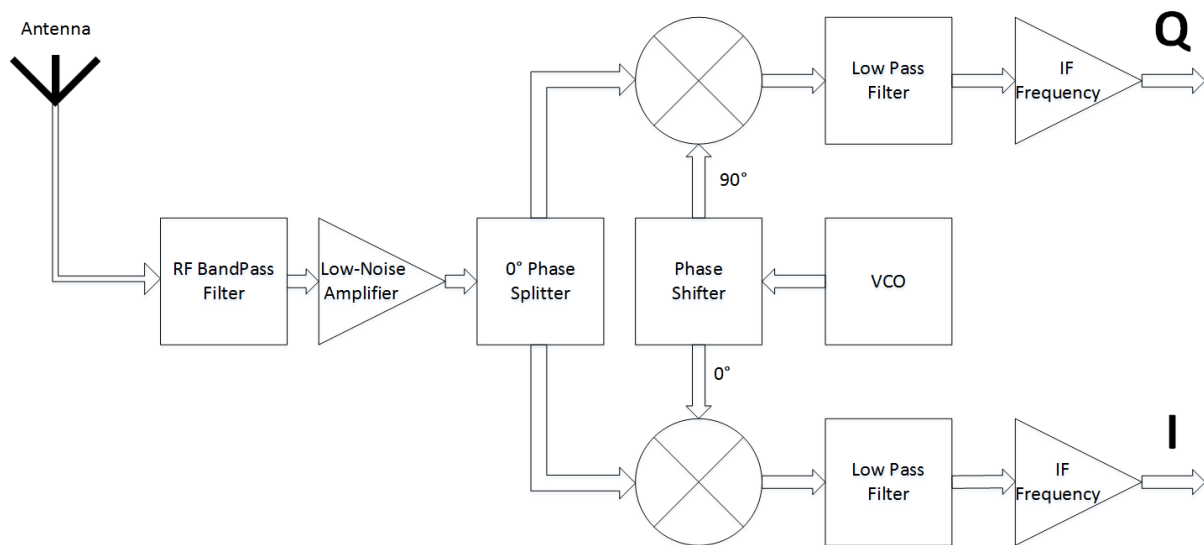 Antenna
Q
Low Pass
Filter
IF
Frequency
90°
RF BandPass
Filter
Low-Noise
Amplifier
0° Phase
Splitter
Phase
Shifter
VCO
0°
I
Low Pass
Filter
IF
Frequency